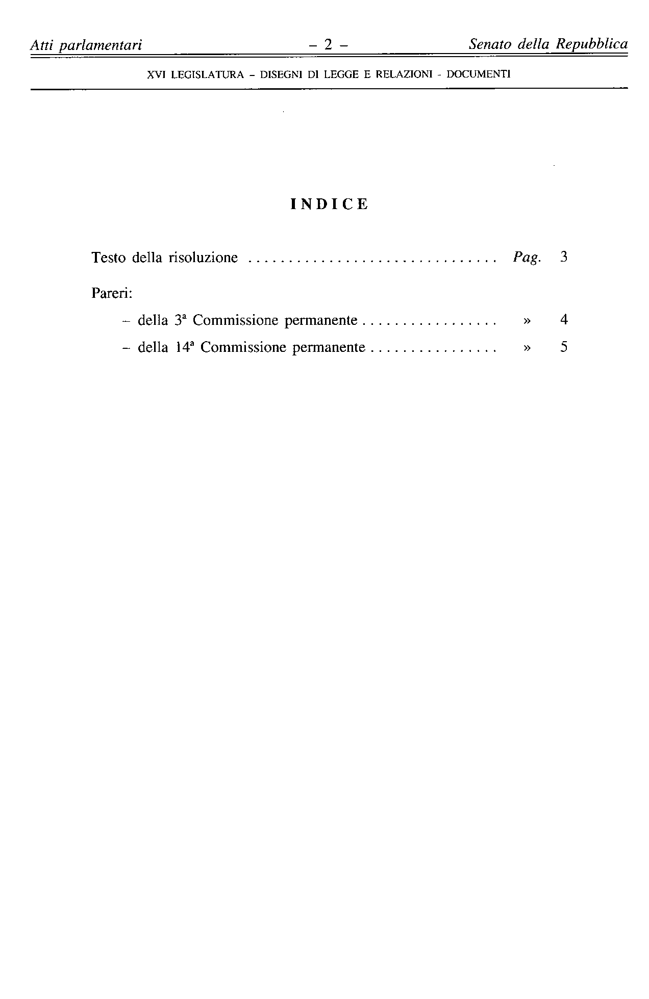 Atti parlamentari – 2 – Senato della Repubblica
XVI LEGISLATURA – DISEGNI DI LEGGE E RELAZIONI - DOCUMENTI
INDICE
Testo della risoluzione ............................... Pag. 3
Pareri:
– della 3ª Commissione permanente ................. » 4
– della 14ª Commissione permanente ................ » 5